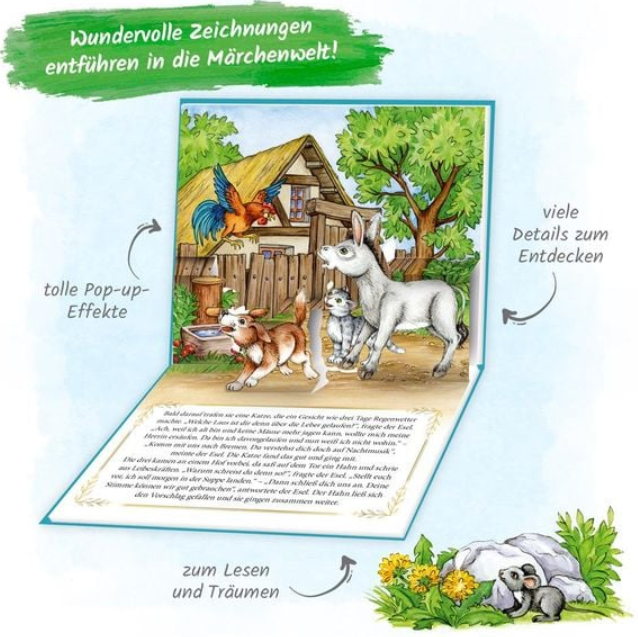 Wundervolle Zeichnungen
entführen in die Märchenwelt!
viele
Details zum
Entdecken
tolle Pop-up-
Effekte
Bald darauf trafen sie eine Katze, die ein Gesicht wie drei Tage Regenwetter
machte. „Welche Laus ist dir denn über die Leber gelaufen?", fragte der Esel.
„Ach, weil ich alt bin und keine Mäuse mehr jagen kann, wollte mich meine
Herrin ersäufen. Da bin ich davongelaufen und nun weiß ich nicht wohin." –
„Komm mit uns nach Bremen. Du verstehst dich doch auf Nachtmusik",
meinte der Esel. Die Katze fand das gut und ging mit.
Die drei kamen an einem Hof vorbei, da saß auf dem Tor ein Hahn und schrie
aus Leibeskräften. „Warum schreist du denn so?", fragte der Esel. „Stellt euch
vor, ich soll morgen in der Suppe landen." – „Dann schließ dich uns an. Deine
Stimme können wir gut gebrauchen", antwortete der Esel. Der Hahn ließ sich
den Vorschlag gefallen und sie gingen zusammen weiter.
zum Lesen
und Träumen